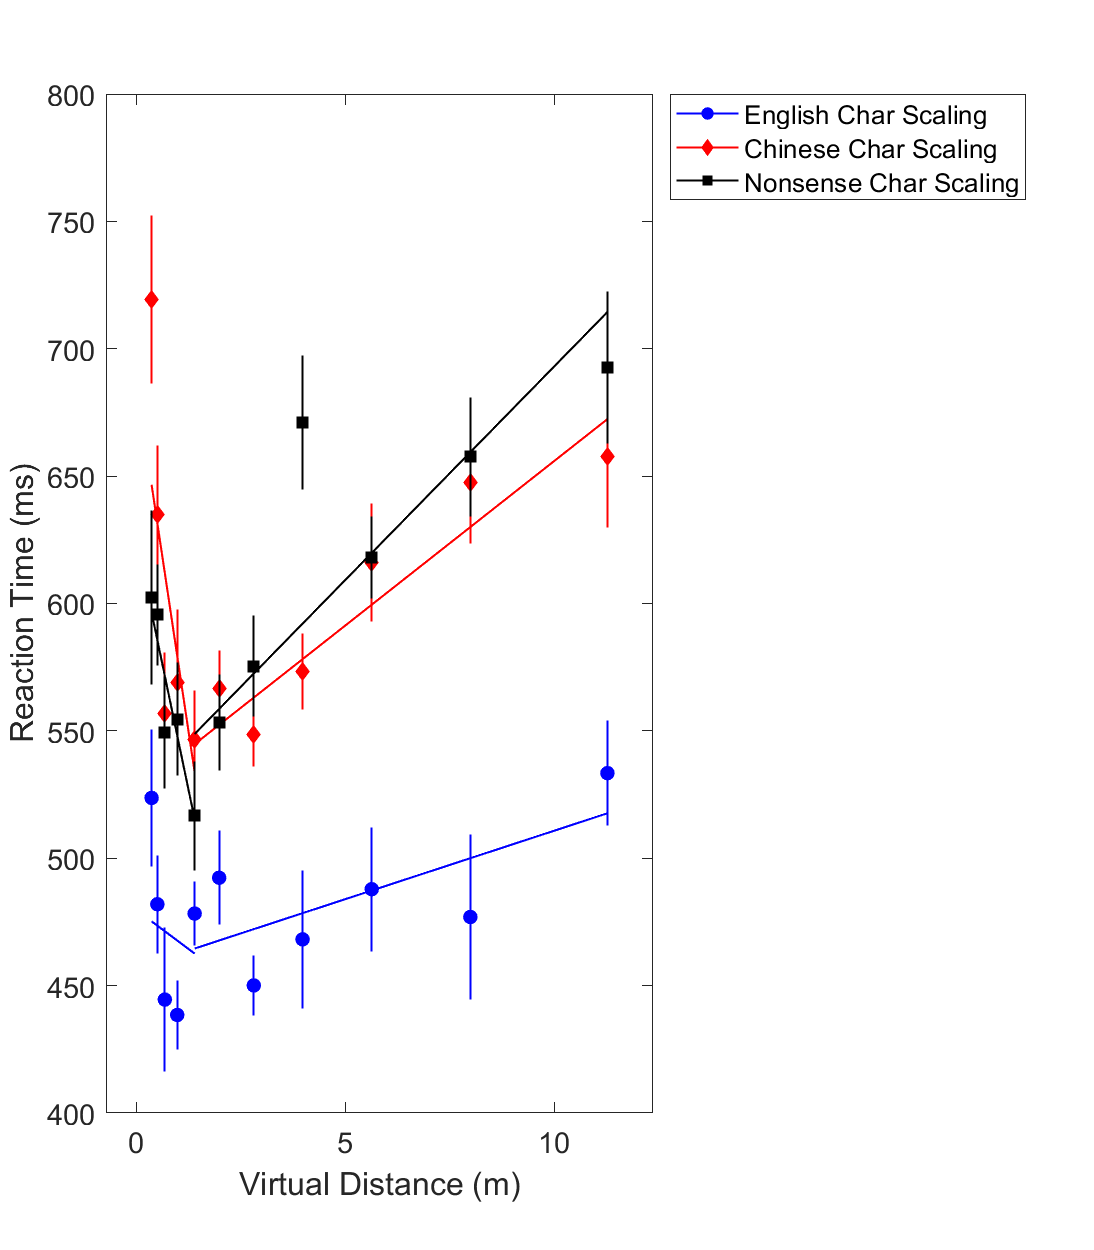 800
750
700
650
600
550
500
450
400
0 5 10
Reaction Time (ms)
Virtual Distance (m)
English Char Scaling
Chinese Char Scaling
Nonsense Char Scaling